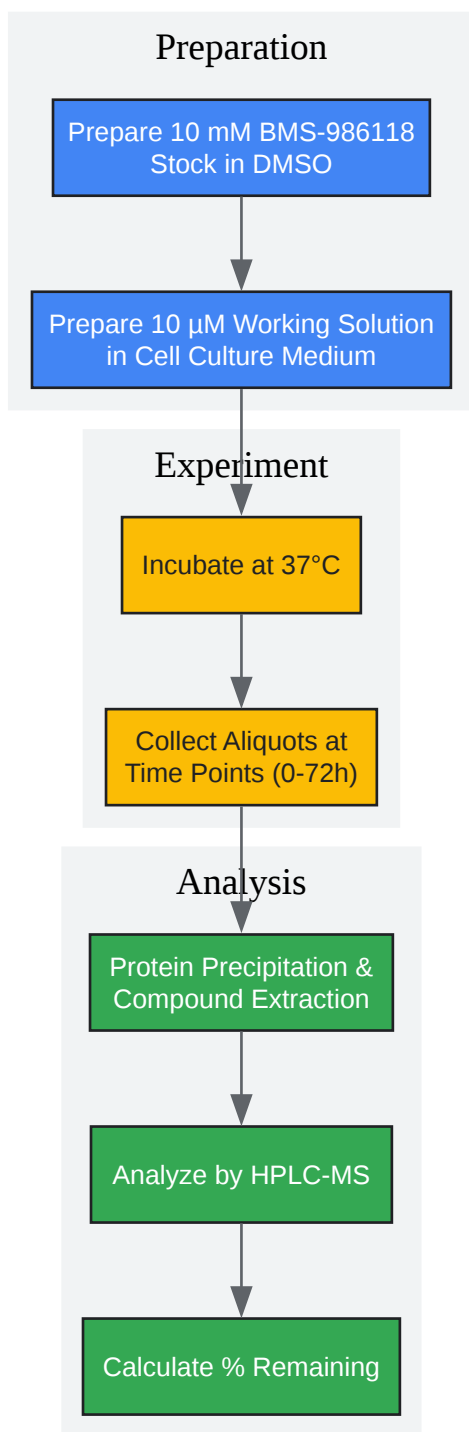 Preparation
Prepare 10 mM BMS-986118
Stock in DMSO
Prepare 10 µM Working Solution
in Cell Culture Medium
Experiment
Incubate at 37°C
Collect Aliquots at
Time Points (0-72h)
Analysis
Protein Precipitation &
Compound Extraction
Analyze by HPLC-MS
Calculate % Remaining